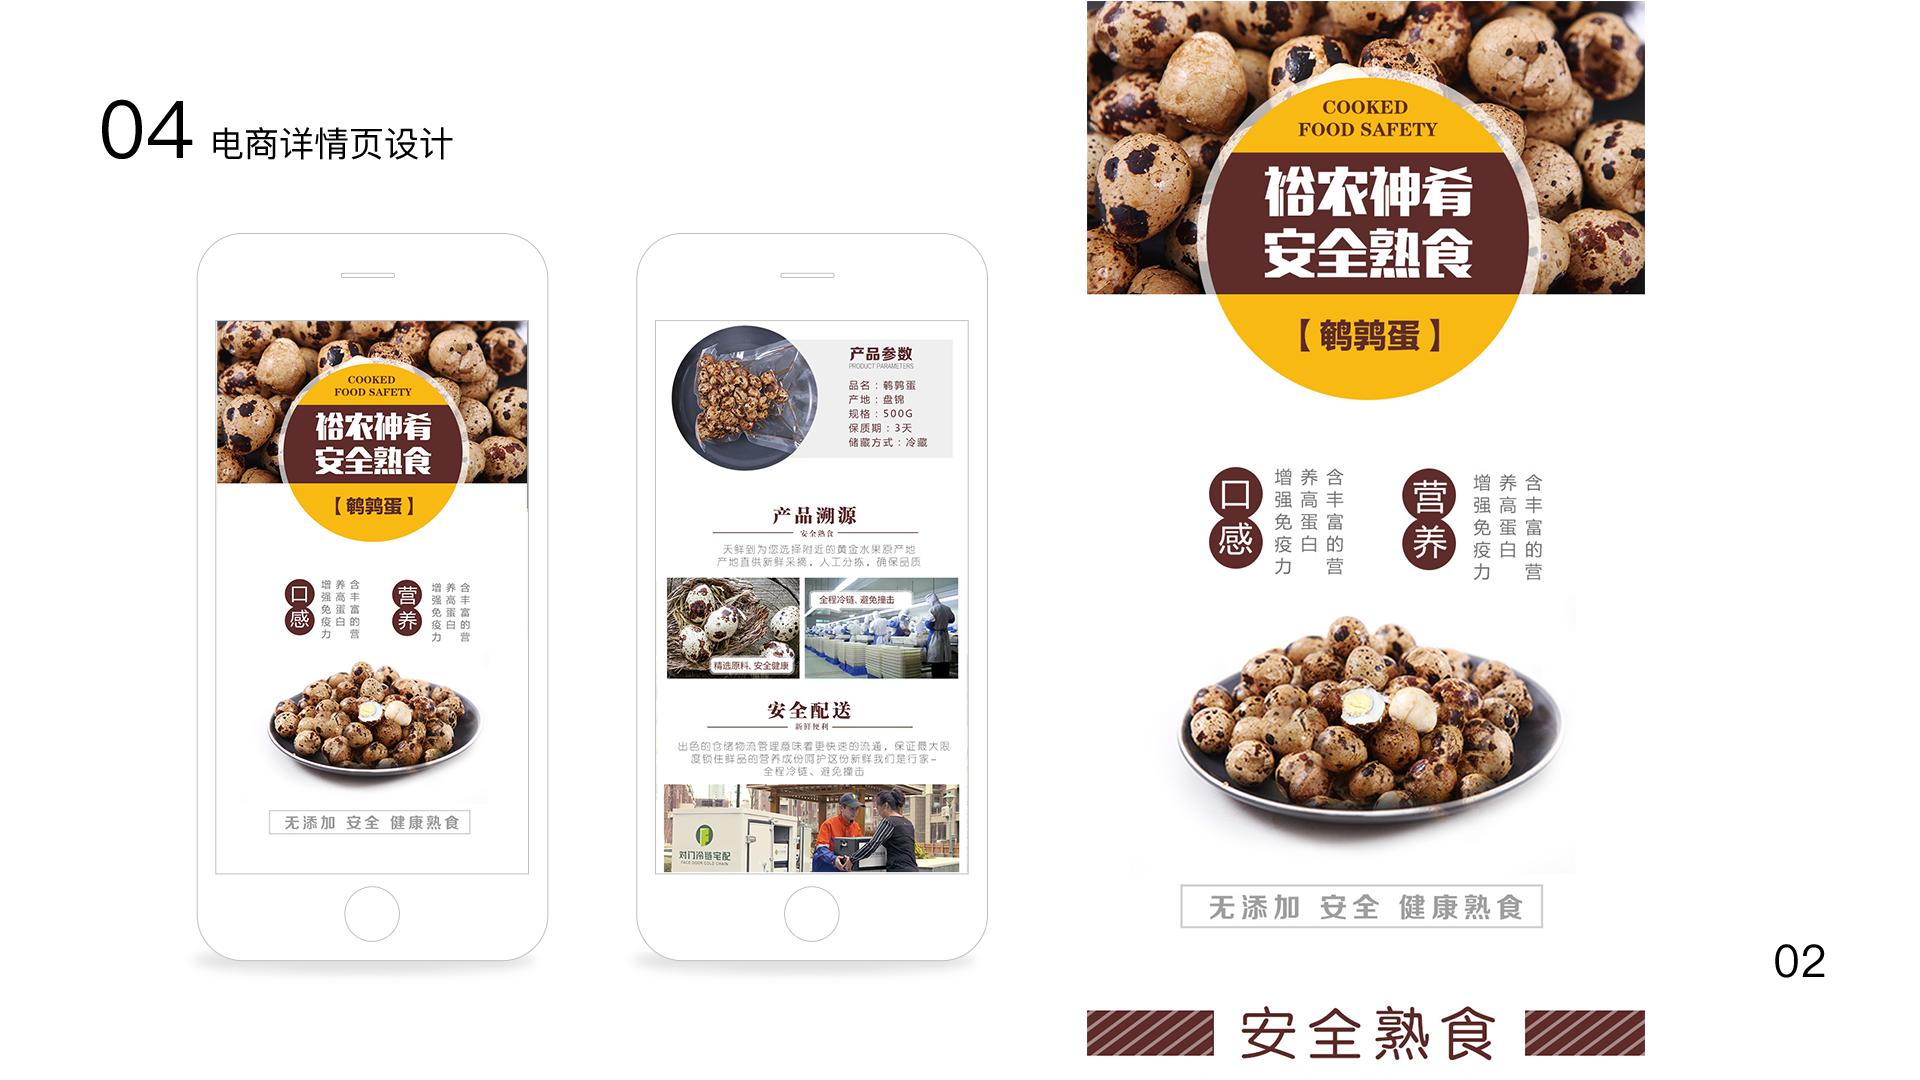 04 电商详情页设计
COOKED
FOOD SAFETY
裕农神肴
安全熟食
【鹌鹑蛋】
口感
含丰富的营
养高蛋白
增强免疫力
营养
含丰富的营
养高蛋白
增强免疫力
无添加 安全 健康熟食
产品参数
PRODUCT PARAMETERS
品名：鹌鹑蛋
产地：盘锦
规格：500G
保质期：3天
储藏方式：冷藏
产品溯源
安全熟食
天鲜到为您选择附近的黄金水果原产地
产地直供新鲜采摘，人工分拣，确保品质
精选原料、安全健康
全程冷链、避免撞击
安全配送
新鲜便利
出色的仓储物流管理意味着更快速的流通，保证最大限
度锁住鲜品的营养成份呵护这份新鲜我们是行家-
全程冷链、避免撞击
对门冷链宅配
FACE DOOR COLD CHAIN
COOKED
FOOD SAFETY
裕农神肴
安全熟食
【鹌鹑蛋】
口感
含丰富的营
养高蛋白
增强免疫力
营养
含丰富的营
养高蛋白
增强免疫力
无添加 安全 健康熟食
02
安全熟食